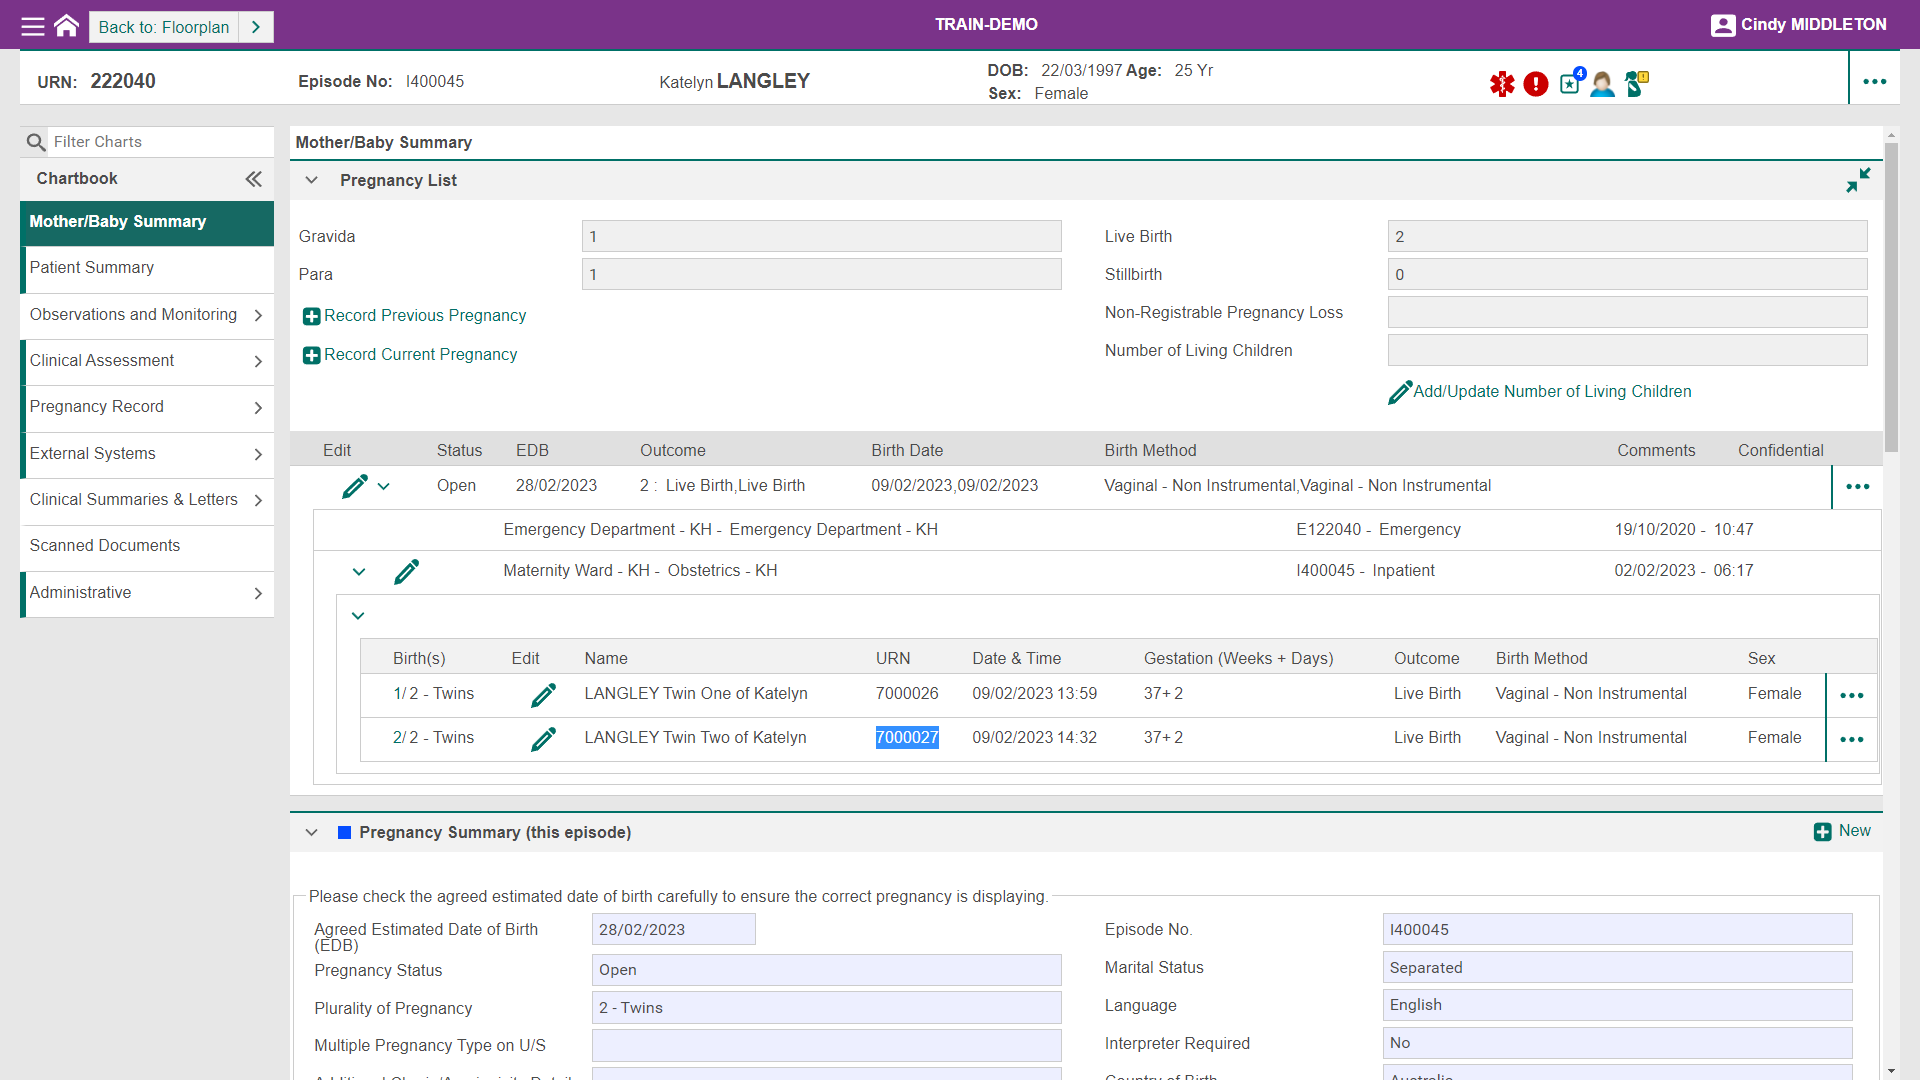 Back to: Floorplan
TRAIN-DEMO
Cindy MIDDLETON
URN: 222040
Episode No: I400045
Katelyn LANGLEY
DOB: 22/03/1997 Age: 25 Yr
Sex: Female
4
Filter Charts
Chartbook
Mother/Baby Summary
Patient Summary
Observations and Monitoring
Clinical Assessment
Pregnancy Record
External Systems
Clinical Summaries & Letters
Scanned Documents
Administrative
Mother/Baby Summary
Pregnancy List
Gravida 1 Live Birth 2
Para 1 Stillbirth 0
Record Previous Pregnancy Non-Registrable Pregnancy Loss
Record Current Pregnancy Number of Living Children
Add/Update Number of Living Children
Edit Status EDB Outcome Birth Date Birth Method Comments Confidential
Open 28/02/2023 2 : Live Birth,Live Birth 09/02/2023,09/02/2023 Vaginal - Non Instrumental,Vaginal - Non Instrumental
Emergency Department - KH - Emergency Department - KH E122040 - Emergency 19/10/2020 - 10:47
Maternity Ward - KH - Obstetrics - KH I400045 - Inpatient 02/02/2023 - 06:17
Birth(s) Edit Name URN Date & Time Gestation (Weeks + Days) Outcome Birth Method Sex
1/ 2 - Twins LANGLEY Twin One of Katelyn 7000026 09/02/2023 13:59 37+ 2 Live Birth Vaginal - Non Instrumental Female
2/ 2 - Twins LANGLEY Twin Two of Katelyn 7000027 09/02/2023 14:32 37+ 2 Live Birth Vaginal - Non Instrumental Female
Pregnancy Summary (this episode) New
Please check the agreed estimated date of birth carefully to ensure the correct pregnancy is displaying.
Agreed Estimated Date of Birth (EDB) 28/02/2023 Episode No. I400045
Pregnancy Status Open Marital Status Separated
Plurality of Pregnancy 2 - Twins Language English
Multiple Pregnancy Type on U/S Interpreter Required No
Country of Birth Australia